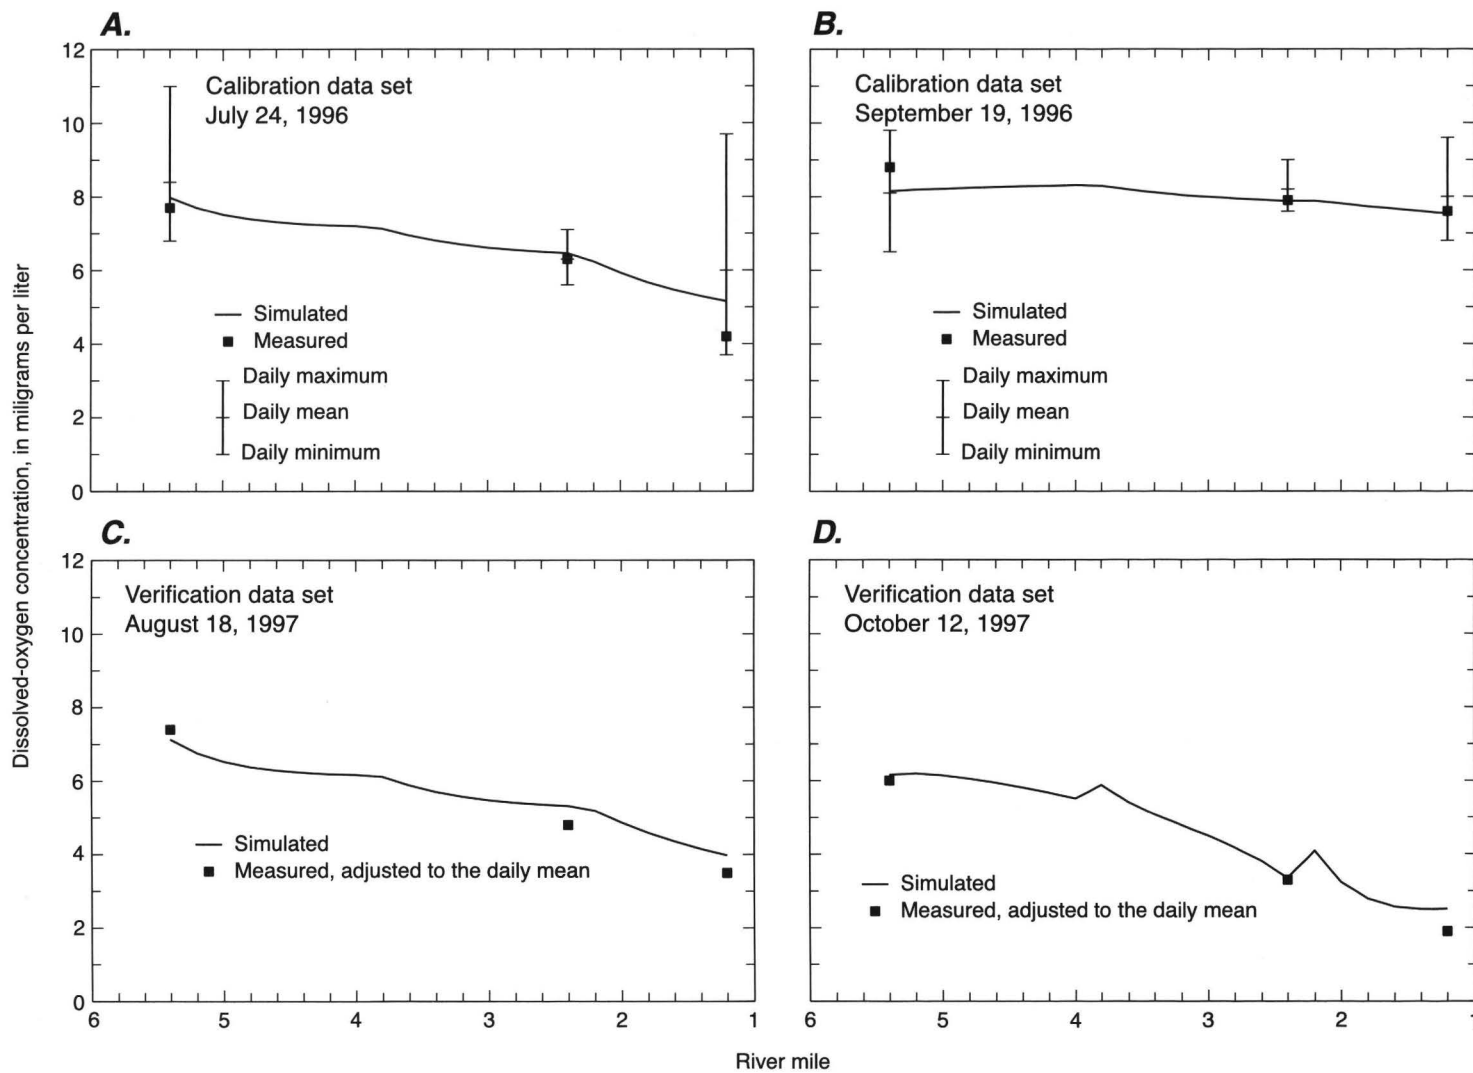 A.
Calibration data set
July 24, 1996
Simulated
Measured
Daily maximum
Daily mean
Daily minimum
12
10
8
6
4
2
0
B.
Calibration data set
September 19, 1996
Simulated
Measured
Daily maximum
Daily mean
Daily minimum
Dissolved-oxygen concentration, in miligrams per liter
C.
Verification data set
August 18, 1997
Simulated
Measured, adjusted to the daily mean
12
10
8
6
4
2
0
6 5 4 3 2 1
D.
Verification data set
October 12, 1997
Simulated
Measured, adjusted to the daily mean
6 5 4 3 2 1
River mile